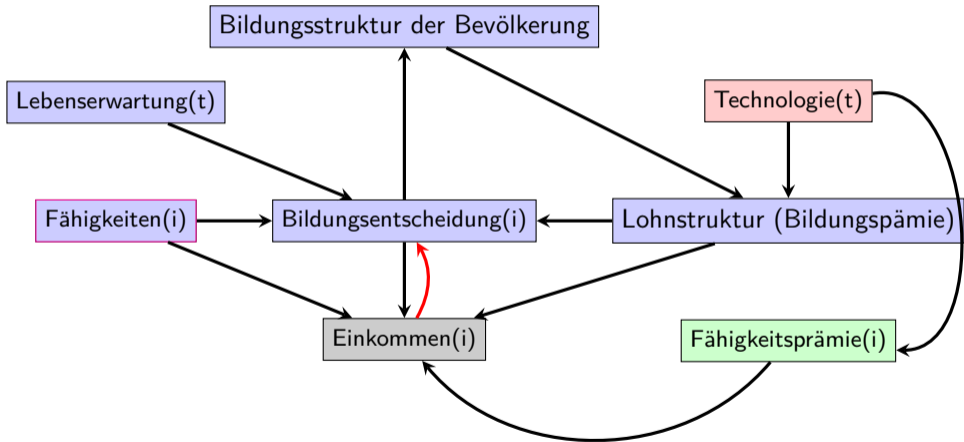 Bildungsstruktur der Bevölkerung
Lebenserwartung(t)
Technologie(t)
Fähigkeiten(i)
Bildungsentscheidung(i)
Lohnstruktur (Bildungspämie)
Einkommen(i)
Fähigkeitsprämie(i)